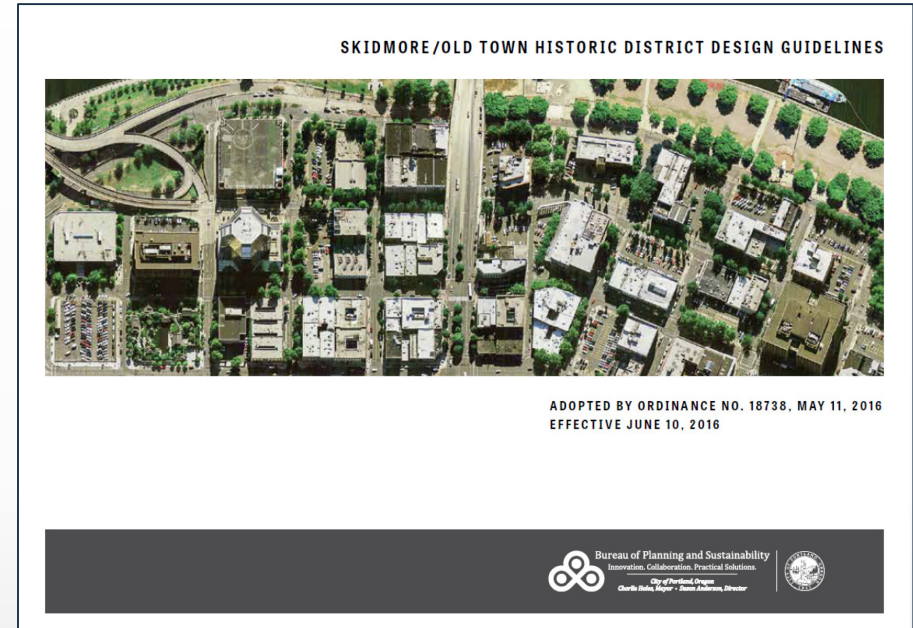 SKIDMORE/OLD TOWN HISTORIC DISTRICT DESIGN GUIDELINES
ADOPTED BY ORDINANCE NO. 18738, MAY 11, 2016
EFFECTIVE JUNE 10, 2016
Bureau of Planning and Sustainability
Innovation. Collaboration. Practical Solutions.
City of Portland, Oregon
Charlie Hales, Mayor • Susan Anderson, Director